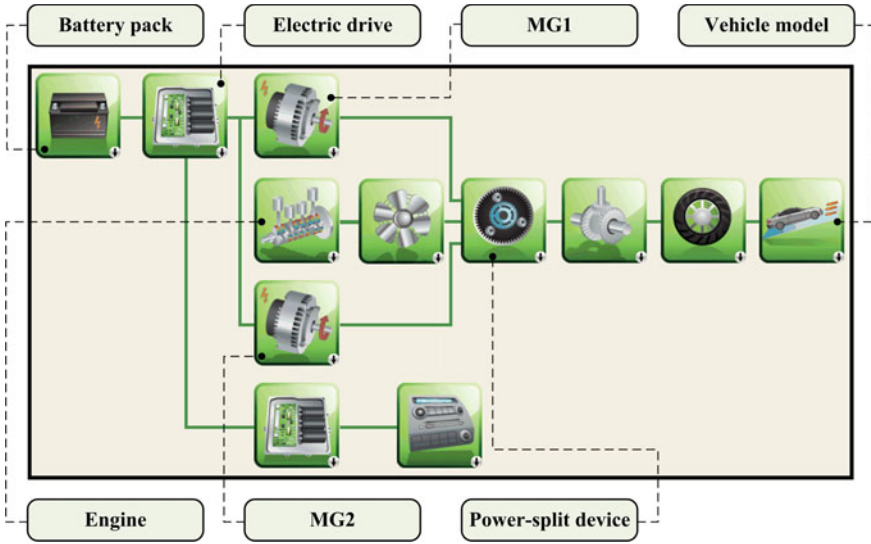 Battery pack
Electric drive
MG1
Vehicle model
Engine
MG2
Power-split device